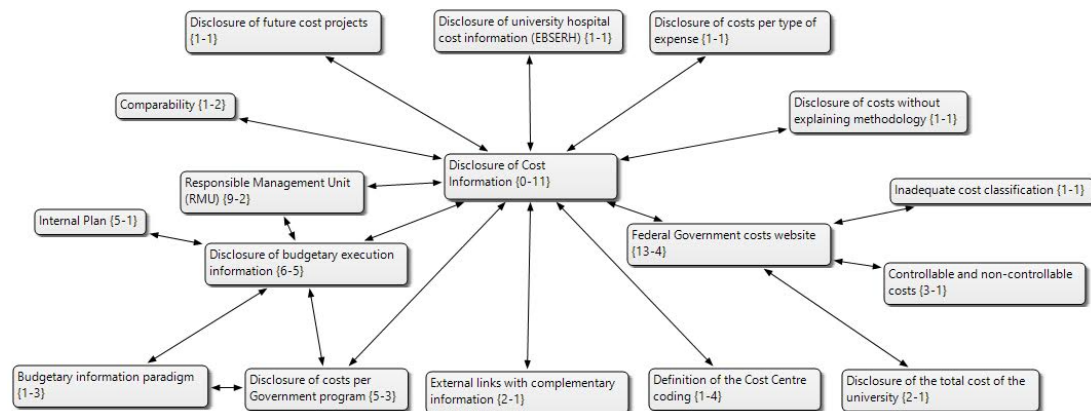 Disclosure of future cost projects
{1-1}
Disclosure of university hospital
cost information (EBSERH) {1-1}
Disclosure of costs per type of
expense {1-1}
Comparability {1-2}
Disclosure of costs without
explaining methodology {1-1}
Disclosure of Cost
Information {0-11}
Responsible Management Unit
(RMU) {9-2}
Inadequate cost classification {1-1}
Internal Plan {5-1}
Federal Government costs website
{13-4}
Disclosure of budgetary execution
information {6-5}
Controllable and non-controllable
costs {3-1}
Budgetary information paradigm
{1-3}
Disclosure of costs per
Government program {5-3}
External links with complementary
information {2-1}
Definition of the Cost Centre
coding {1-4}
Disclosure of the total cost of the
university {2-1}